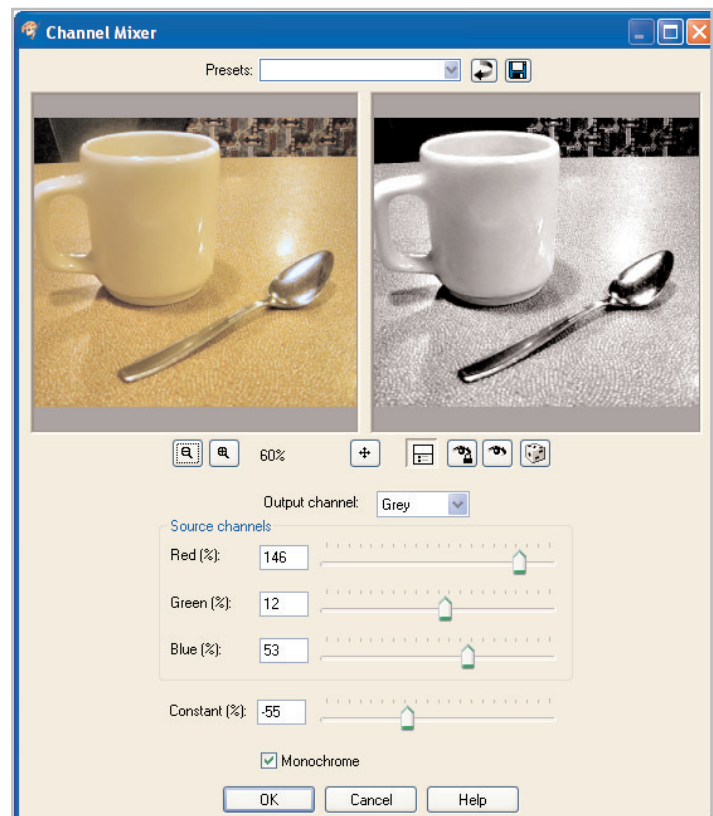 Channel Mixer
Presets:
60%
Output channel: Grey
Source channels
Red (%): 146
Green (%): 12
Blue (%): 53
Constant (%): -55
Monochrome
OK Cancel Help